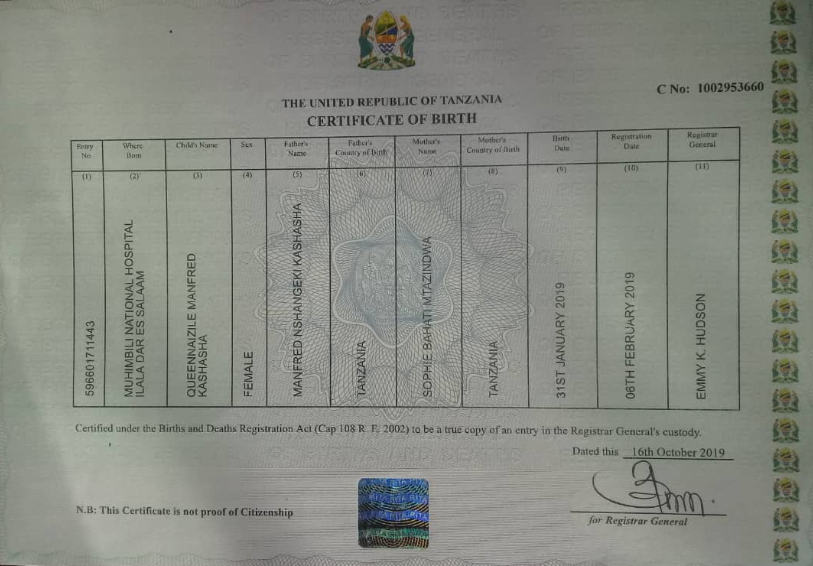 C No: 1002953660
THE UNITED REPUBLIC OF TANZANIA
CERTIFICATE OF BIRTH
Entry No
Where Born
Child's Name
Sex
Father's Name
Father's Country of birth
Mother's Name
Mother's Country of Birth
Birth Date
Registration Date
Registrar General
(1) (2) (3) (4) (5) (6) (7) (8) (9) (10) (11)
596601711443
MUHIMBILI NATIONAL HOSPITAL
ILALA DAR ES SALAAM
QUEENNAIZILE MANFRED
KASHASHA
FEMALE
MANFRED NSHANGEKI KASHASHA
TANZANIA
SOPHIE BAHATI MTAZINDWA
TANZANIA
31ST JANUARY 2019
06TH FEBRUARY 2019
EMMY K. HUDSON
Certified under the Births and Deaths Registration Act (Cap 108 R. E. 2002) to be a true copy of an entry in the Registrar General's custody.
Dated this 16th October 2019
N.B: This Certificate is not proof of Citizenship
for Registrar General